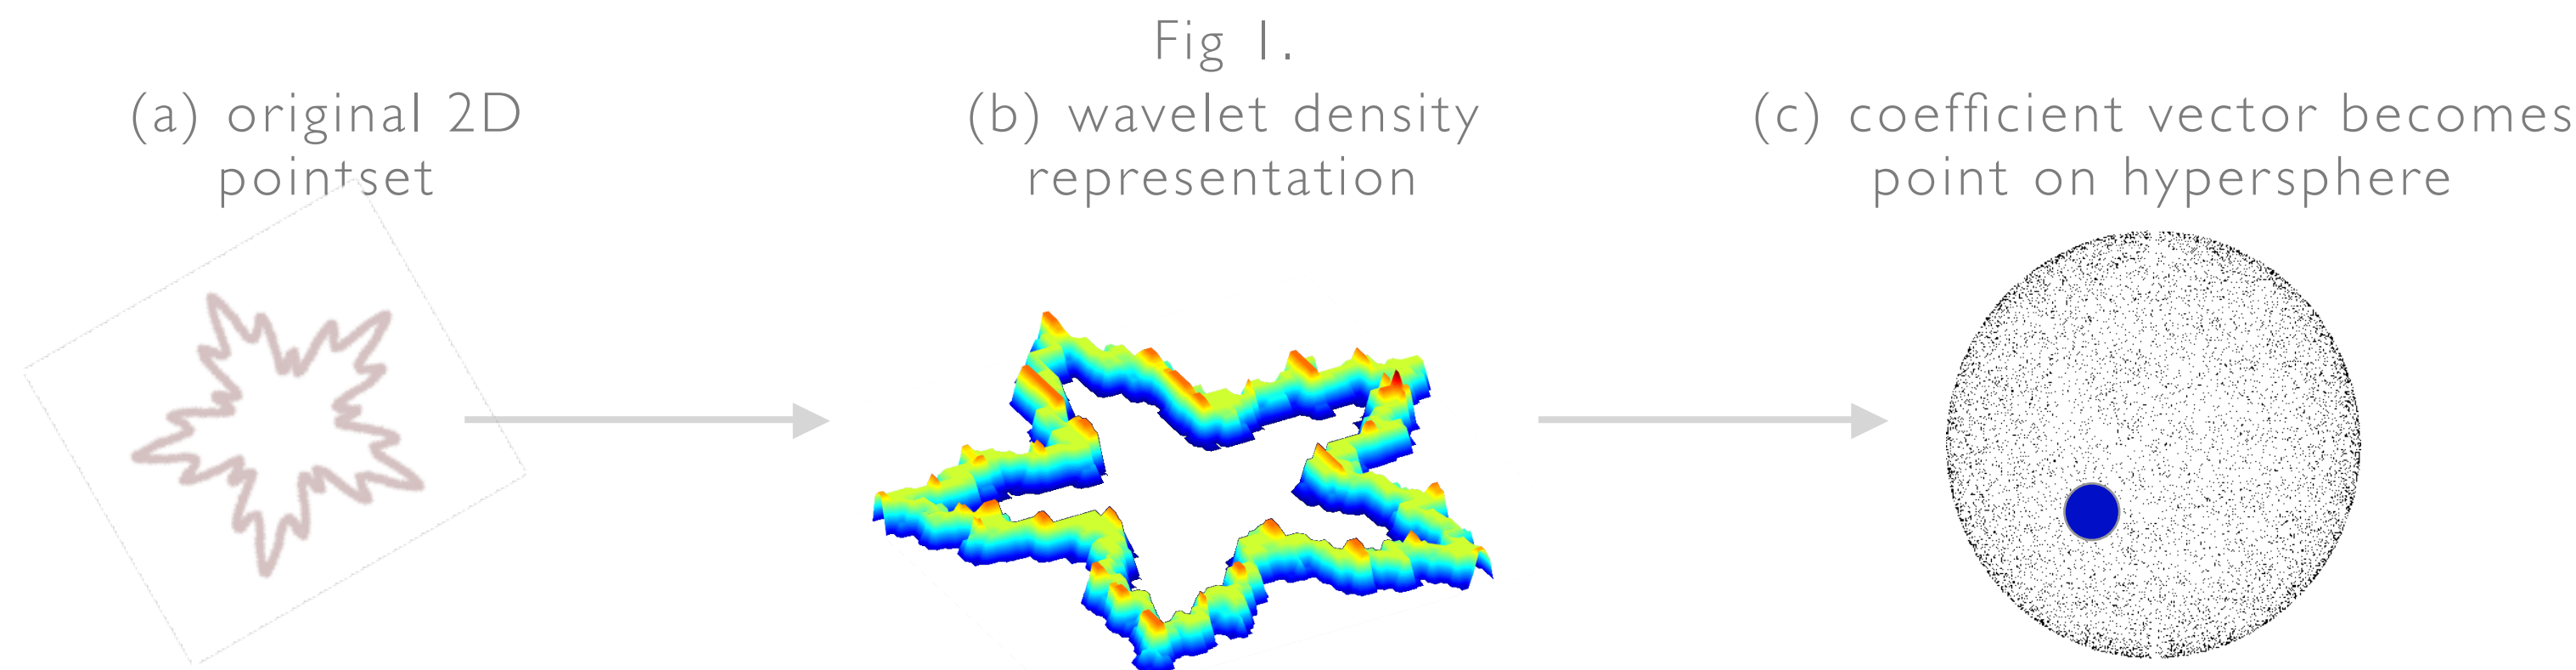 Fig 1.
(a) original 2D
pointset
(b) wavelet density
representation
(c) coefficient vector becomes
point on hypersphere